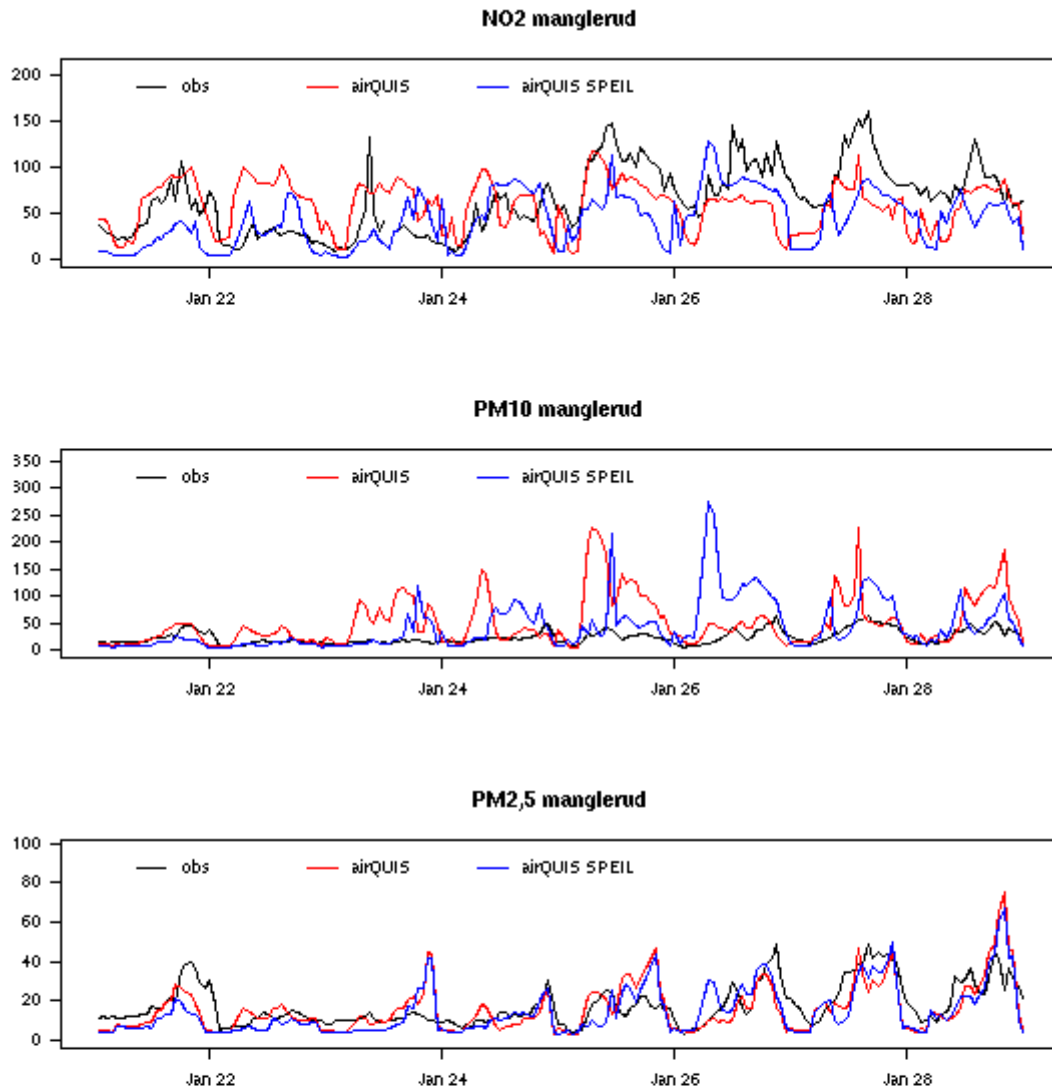 NO2 manglerud
200
150
100
50
0
obs airQUIS airQUIS SPEIL
Jan 22 Jan 24 Jan 26 Jan 28
PM10 manglerud
350
300
250
200
150
100
50
0
obs airQUIS airQUIS SPEIL
Jan 22 Jan 24 Jan 26 Jan 28
PM2,5 manglerud
100
80
60
40
20
0
obs airQUIS airQUIS SPEIL
Jan 22 Jan 24 Jan 26 Jan 28